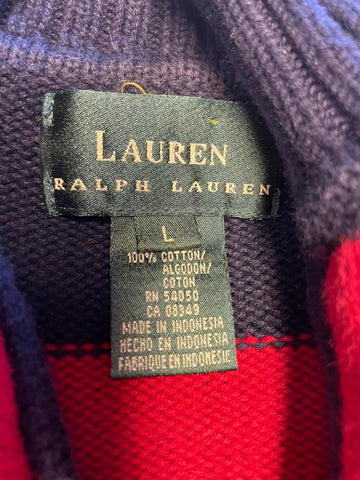 LAUREN
RALPH LAUREN
L
100% COTTON/
ALGODON/
COTON
RN 54050
CA 08349
MADE IN INDONESIA
HECHO EN INDONESIA
FABRIQUE EN INDONESIE